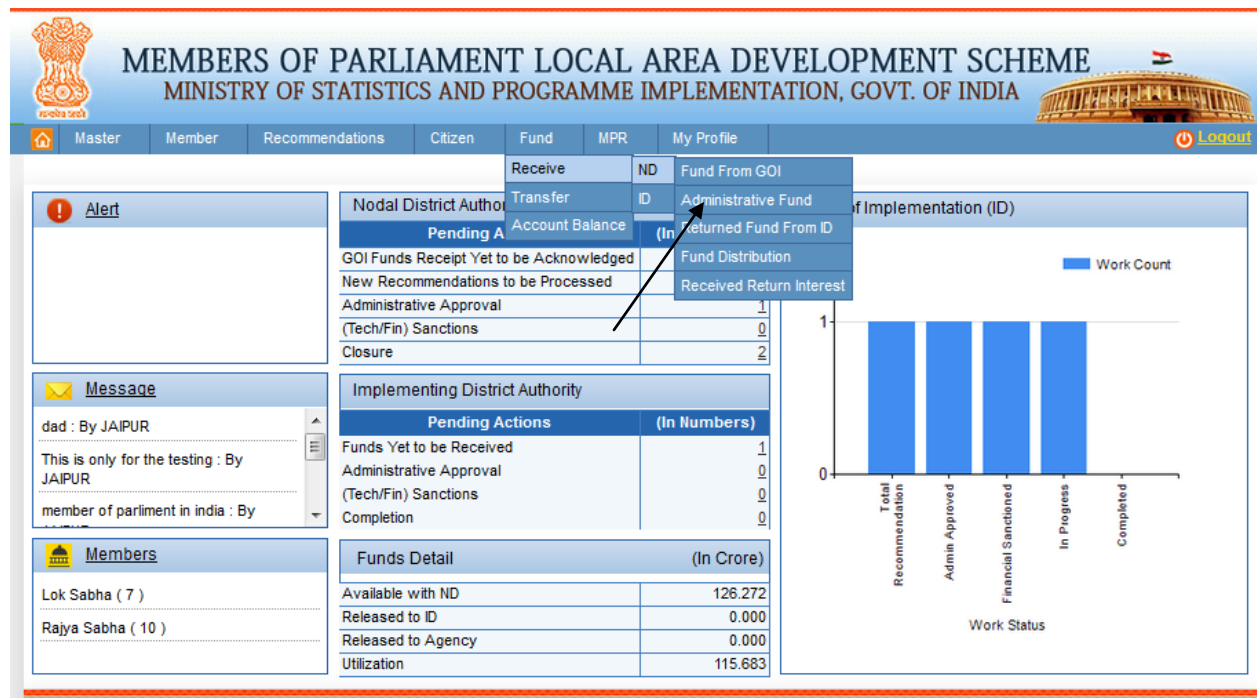 MEMBERS OF PARLIAMENT LOCAL AREA DEVELOPMENT SCHEME
MINISTRY OF STATISTICS AND PROGRAMME IMPLEMENTATION, GOVT. OF INDIA
सत्यमेव जयते
Master Member Recommendations Citizen Fund MPR My Profile Logout
Receive ND Fund From GOI
Transfer ID Administrative Fund
Account Balance Returned Fund From ID
Fund Distribution
Received Return Interest
Alert
Nodal District Author
Pending A (In
GOI Funds Receipt Yet to be Acknowledged
New Recommendations to be Processed
Administrative Approval 1
(Tech/Fin) Sanctions 0
Closure 2
of Implementation (ID)
Work Count
1
0
Total Recommendation
Admin Approved
Financial Sanctioned
In Progress
Completed
Work Status
Message
dad : By JAIPUR
This is only for the testing : By
JAIPUR
member of parliment in india : By
Implementing District Authority
Pending Actions (In Numbers)
Funds Yet to be Received 1
Administrative Approval 0
(Tech/Fin) Sanctions 0
Completion 0
Members
Lok Sabha ( 7 )
Rajya Sabha ( 10 )
Funds Detail (In Crore)
Available with ND 126.272
Released to ID 0.000
Released to Agency 0.000
Utilization 115.683